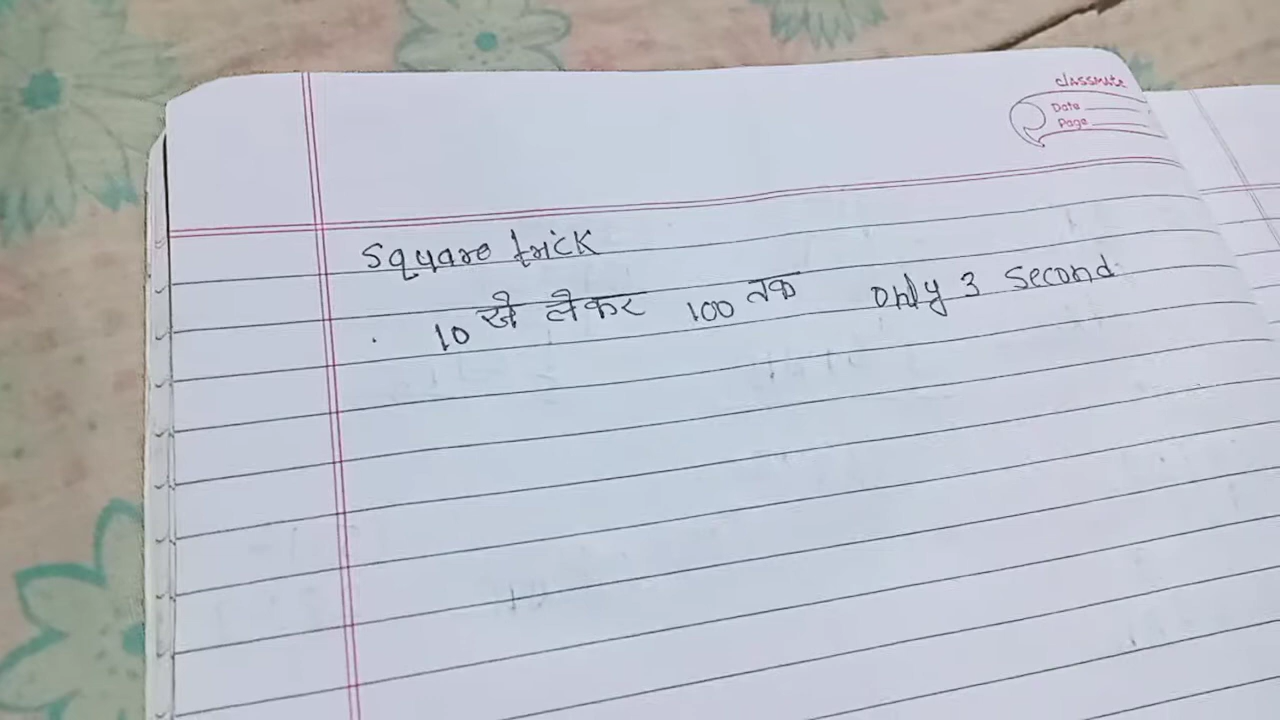 classmate
Date
Page
Square trick
10 से लेकर 100 तक only 3 second